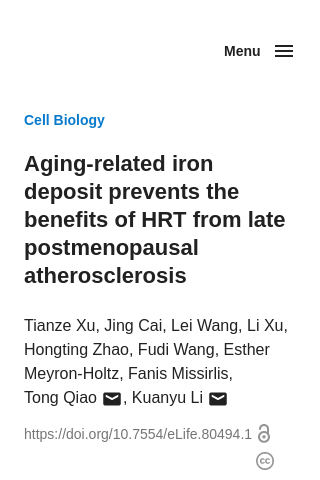 Menu
Cell Biology
Aging-related iron
deposit prevents the
benefits of HRT from late
postmenopausal
atherosclerosis
Tianze Xu, Jing Cai, Lei Wang, Li Xu,
Hongting Zhao, Fudi Wang, Esther
Meyron-Holtz, Fanis Missirlis,
Tong Qiao, Kuanyu Li
https://doi.org/10.7554/eLife.80494.1
cc